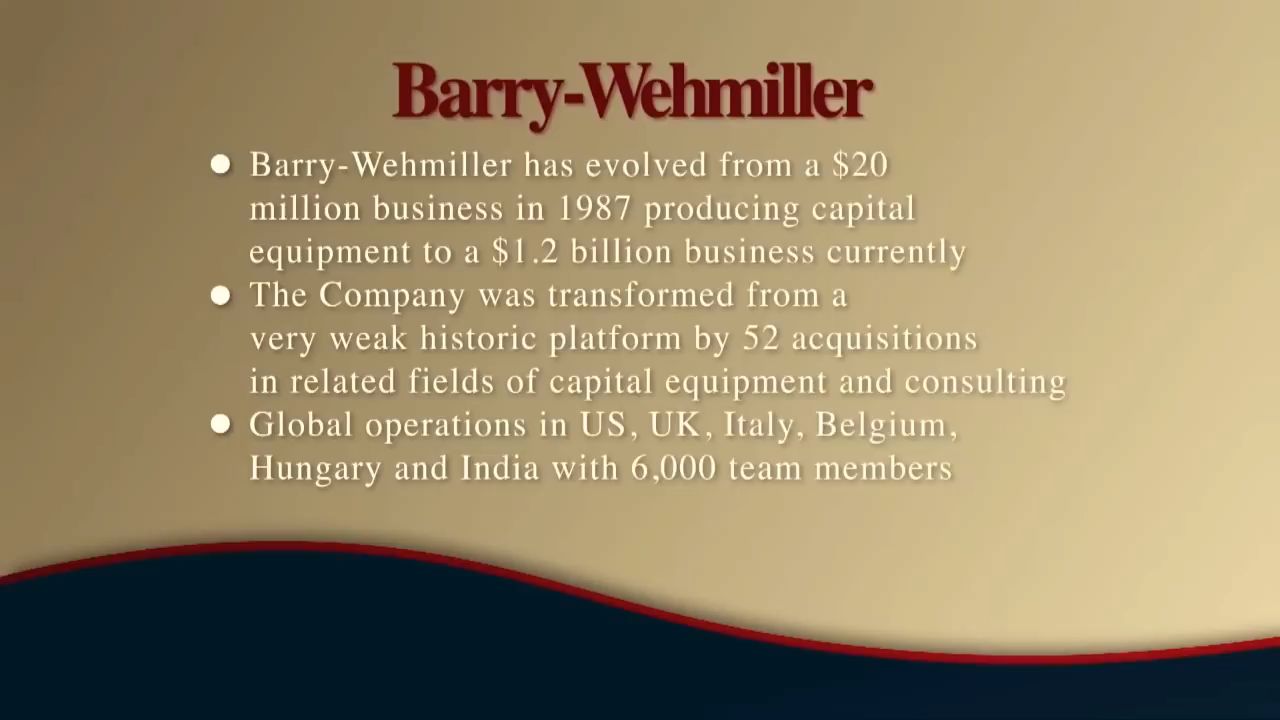 Barry-Wehmiller
● Barry-Wehmiller has evolved from a $20
million business in 1987 producing capital
equipment to a $1.2 billion business currently
● The Company was transformed from a
very weak historic platform by 52 acquisitions
in related fields of capital equipment and consulting
● Global operations in US, UK, Italy, Belgium,
Hungary and India with 6,000 team members